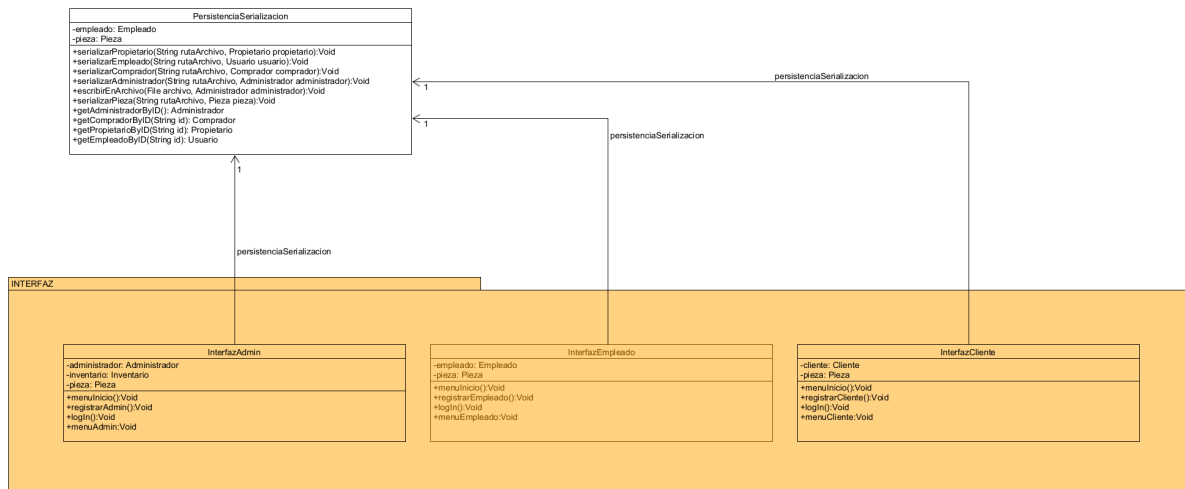 PersistenciaSerializacion
-empleado: Empleado
-pieza: Pieza
+serializarPropietario(String rutaArchivo, Propietario propietario):Void
+serializarEmpleado(String rutaArchivo, Usuario usuario):Void
+serializarComprador(String rutaArchivo, Comprador comprador):Void
+serializarAdministrador(String rutaArchivo, Administrador administrador):Void
+escribirEnArchivo(File archivo, Administrador administrador):Void
+serializarPieza(String rutaArchivo, Pieza pieza):Void
+getAdministradorByID(): Administrador
+getCompradorByID(String id): Comprador
+getPropietarioByID(String id): Propietario
+getEmpleadoByID(String id): Usuario
persistenciaSerializacion
1
1
persistenciaSerializacion
1
persistenciaSerializacion
INTERFAZ
InterfazAdmin
-administrador: Administrador
-inventario: Inventario
-pieza: Pieza
+menuInicio():Void
+registrarAdmin():Void
+logIn():Void
+menuAdmin:Void
InterfazEmpleado
-empleado: Empleado
-pieza: Pieza
+menuInicio():Void
+registrarEmpleado():Void
+logIn():Void
+menuEmpleado:Void
InterfazCliente
-cliente: Cliente
-pieza: Pieza
+menuInicio():Void
+registrarCliente():Void
+logIn():Void
+menuCliente:Void